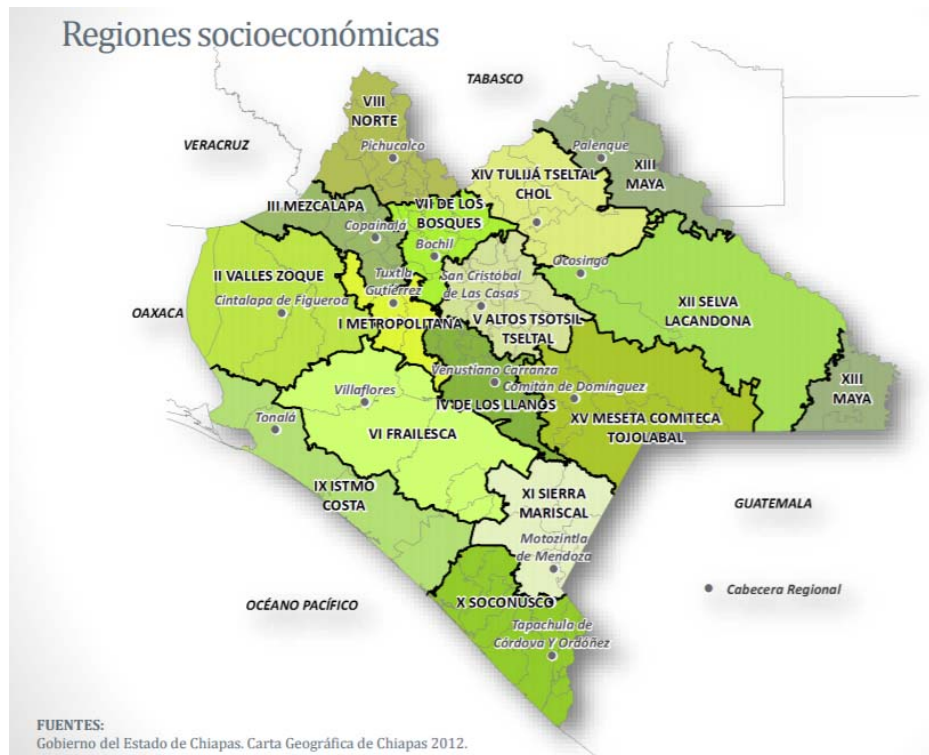 Regiones socioeconómicas
TABASCO
VIII
NORTE
Pichucalco
VERACRUZ
Palenque
XIII
MAYA
XIV TULIJÁ TSELTAL
CHOL
III MEZCALAPA
Copainalá
VII DE LOS
BOSQUES
Bochil
Ocosingo
II VALLES ZOQUE
Cintalapa de Figueroa
Tuxtla
Gutiérrez
San Cristóbal
de Las Casas
XII SELVA
LACANDONA
OAXACA
I METROPOLITANA
V ALTOS TSOTSIL
TSELTAL
Venustiano Carranza
Comitán de Domínguez
XIII
MAYA
Villaflores
IV DE LOS LLANOS
Tonalá
XV MESETA COMITECA
TOJOLABAL
VI FRAILESCA
IX ISTMO
COSTA
XI SIERRA
MARISCAL
GUATEMALA
Motozintla
de Mendoza
Cabecera Regional
OCÉANO PACÍFICO
X SOCONUSCO
Tapachula de
Córdova Y Ordóñez
FUENTES:
Gobierno del Estado de Chiapas. Carta Geográfica de Chiapas 2012.